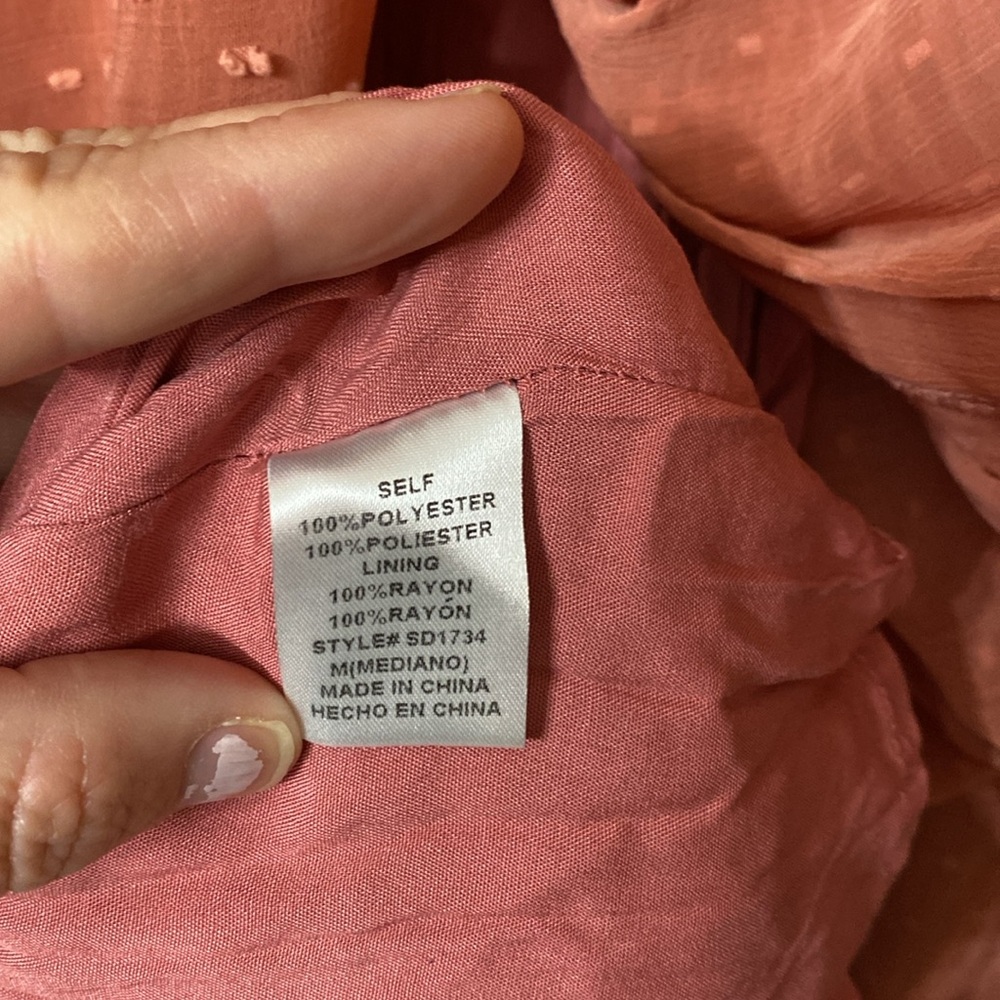 SELF
100%POLYESTER
100%POLIESTER
LINING
100%RAYON
100%RAYÓN
STYLE# SD1734
M(MEDIANO)
MADE IN CHINA
HECHO EN CHINA